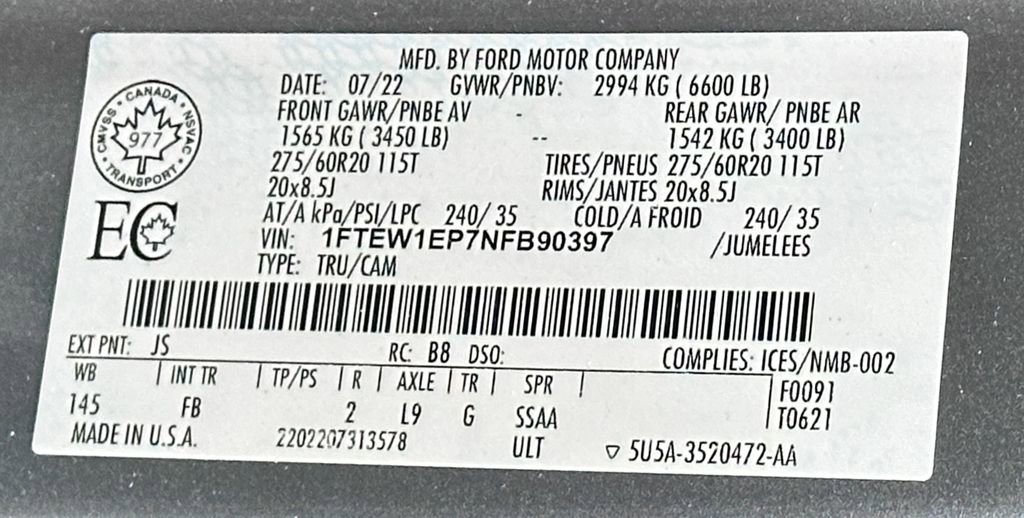 MFD. BY FORD MOTOR COMPANY
DATE: 07/22 GVWR/PNBV: 2994 KG ( 6600 LB)
FRONT GAWR/PNBE AV - REAR GAWR/ PNBE AR
1565 KG ( 3450 LB) -- 1542 KG ( 3400 LB)
275/60R20 115T TIRES/PNEUS 275/60R20 115T
20x8.5J RIMS/JANTES 20x8.5J
AT/A kPa/PSI/LPC 240/ 35 COLD/A FROID 240/ 35
VIN: 1FTEW1EP7NFB90397 /JUMELEES
TYPE: TRU/CAM
CANADA
CMVSS NSVAC
977
TRANSPORT
EC
EXT PNT: JS RC: B8 DSO: COMPLIES: ICES/NMB-002
WB | INT TR | TP/PS | R | AXLE | TR | SPR | F0091
145 FB 2 L9 G SSAA T0621
MADE IN U.S.A. 2202207313578 ULT ▽ 5U5A-3520472-AA